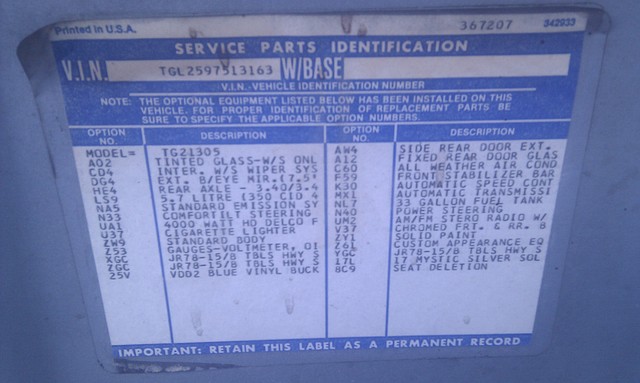 Printed in U.S.A. 367207 342933
SERVICE PARTS IDENTIFICATION
V.I.N. TGL2597513163 W/BASE
V.I.N.-VEHICLE IDENTIFICATION NUMBER
NOTE: THE OPTIONAL EQUIPMENT LISTED BELOW HAS BEEN INSTALLED ON THIS
VEHICLE. FOR PROPER IDENTIFICATION OF REPLACEMENT PARTS BE
SURE TO SPECIFY THE APPLICABLE OPTION NUMBERS.
OPTION NO. DESCRIPTION
MODEL= TG21305
AO2 TINTED GLASS-W/S ONL
CD4 INTER. W/S WIPER SYS
DG4 EXT. B/EYE MIR.(7.5"
HE4 REAR AXLE - 3.40/3.4
LS9 5.7 LITRE (350 CID 4
NA5 STANDARD EMISSION SY
N33 COMFORTILT STEERING
UA1 4000 WATT MD DELCO F
U37 CIGARETTE LIGHTER
ZW9 STANDARD BODY
Z53 GAUGES-VOLTMETER, OI
XGC JR78-15/B TBLS HWY S
ZGC JR78-15/B TBLS HWY S
25V VDD2 BLUE VINYL BUCK
OPTION NO. DESCRIPTION
AW4 SIDE REAR DOOR EXT.
A12 FIXED REAR DOOR GLAS
C60 ALL WEATHER AIR COND
F59 FRONT STABILIZER BAR
K30 AUTOMATIC SPEED CONT
MX1 AUTOMATIC TRANSMISSI
NL7 33 GALLON FUEL TANK
N40 POWER STEERING
UM2 AM/FM STERO RADIO W/
V37 CHROMED FRT. & RR. B
ZY1 SOLID PAINT
Z6L CUSTOM APPEARANCE EQ
YGC JR78-15/B TBLS HWY S
17L 17 MYSTIC SILVER SOL
8C9 SEAT DELETION
IMPORTANT: RETAIN THIS LABEL AS A PERMANENT RECORD